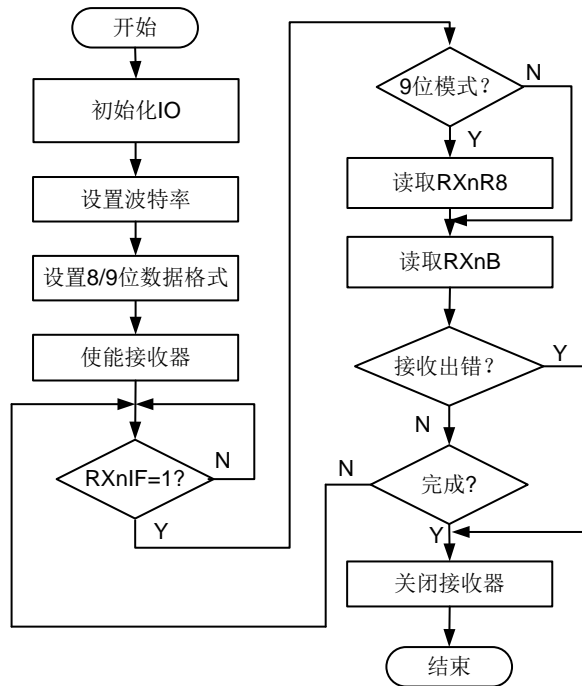 开始
初始化IO
设置波特率
设置8/9位数据格式
使能接收器
RXnIF=1?
N
Y
9位模式？
N
Y
读取RXnR8
读取RXnB
接收出错？
Y
N
完成?
N
Y
关闭接收器
结束